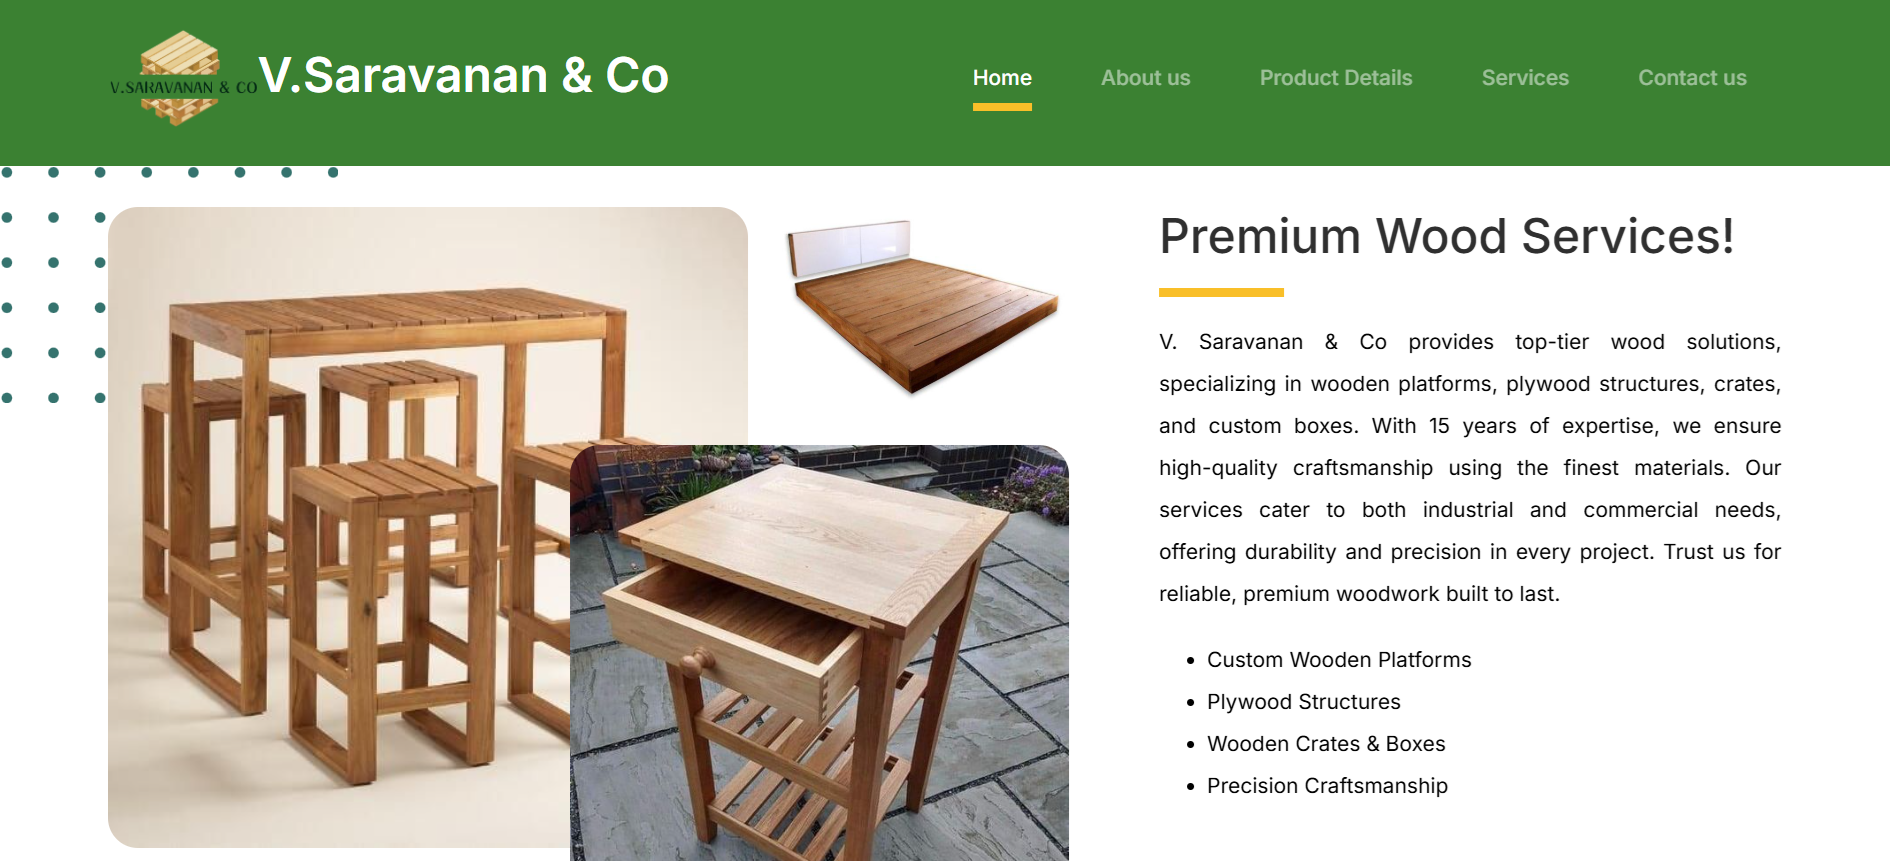 V.SARAVANAN & CO
V.Saravanan & Co
Home
About us
Product Details
Services
Contact us
Premium Wood Services!
V. Saravanan & Co provides top-tier wood solutions,
specializing in wooden platforms, plywood structures, crates,
and custom boxes. With 15 years of expertise, we ensure
high-quality craftsmanship using the finest materials. Our
services cater to both industrial and commercial needs,
offering durability and precision in every project. Trust us for
reliable, premium woodwork built to last.
Custom Wooden Platforms
Plywood Structures
Wooden Crates & Boxes
Precision Craftsmanship